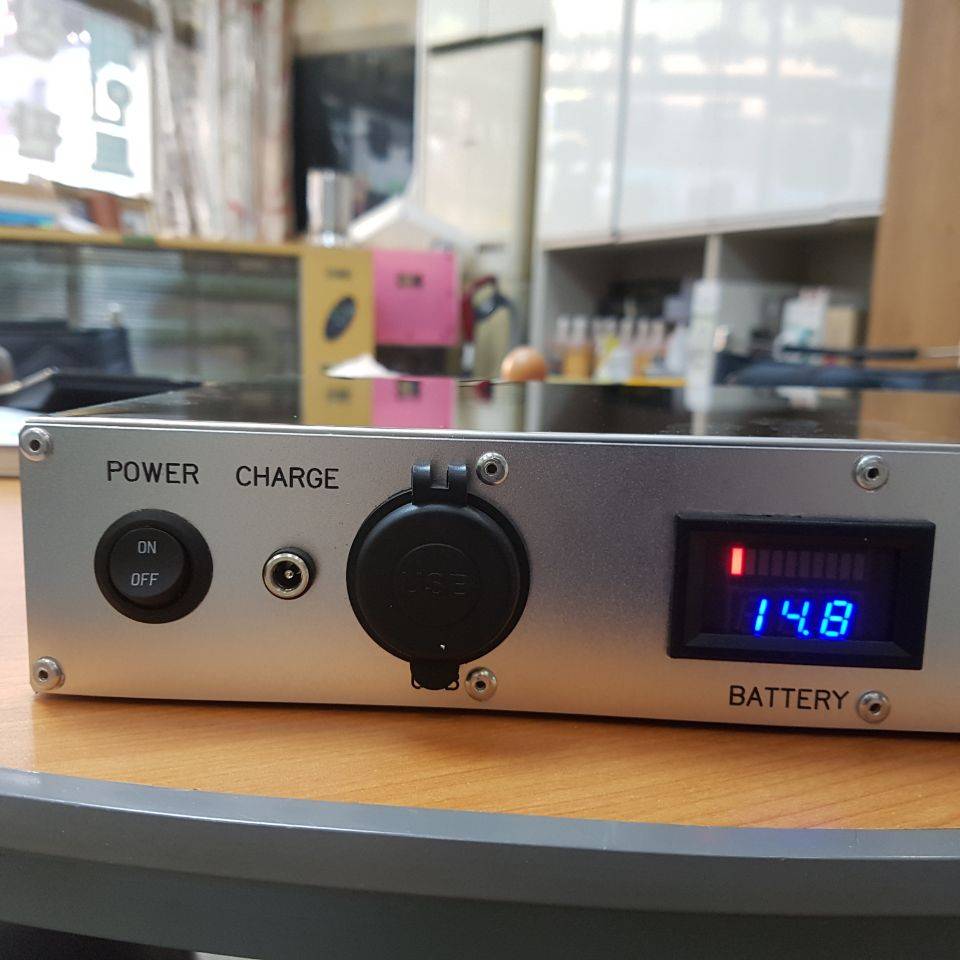 POWER
CHARGE
ON
OFF
USB
14.8
BATTERY